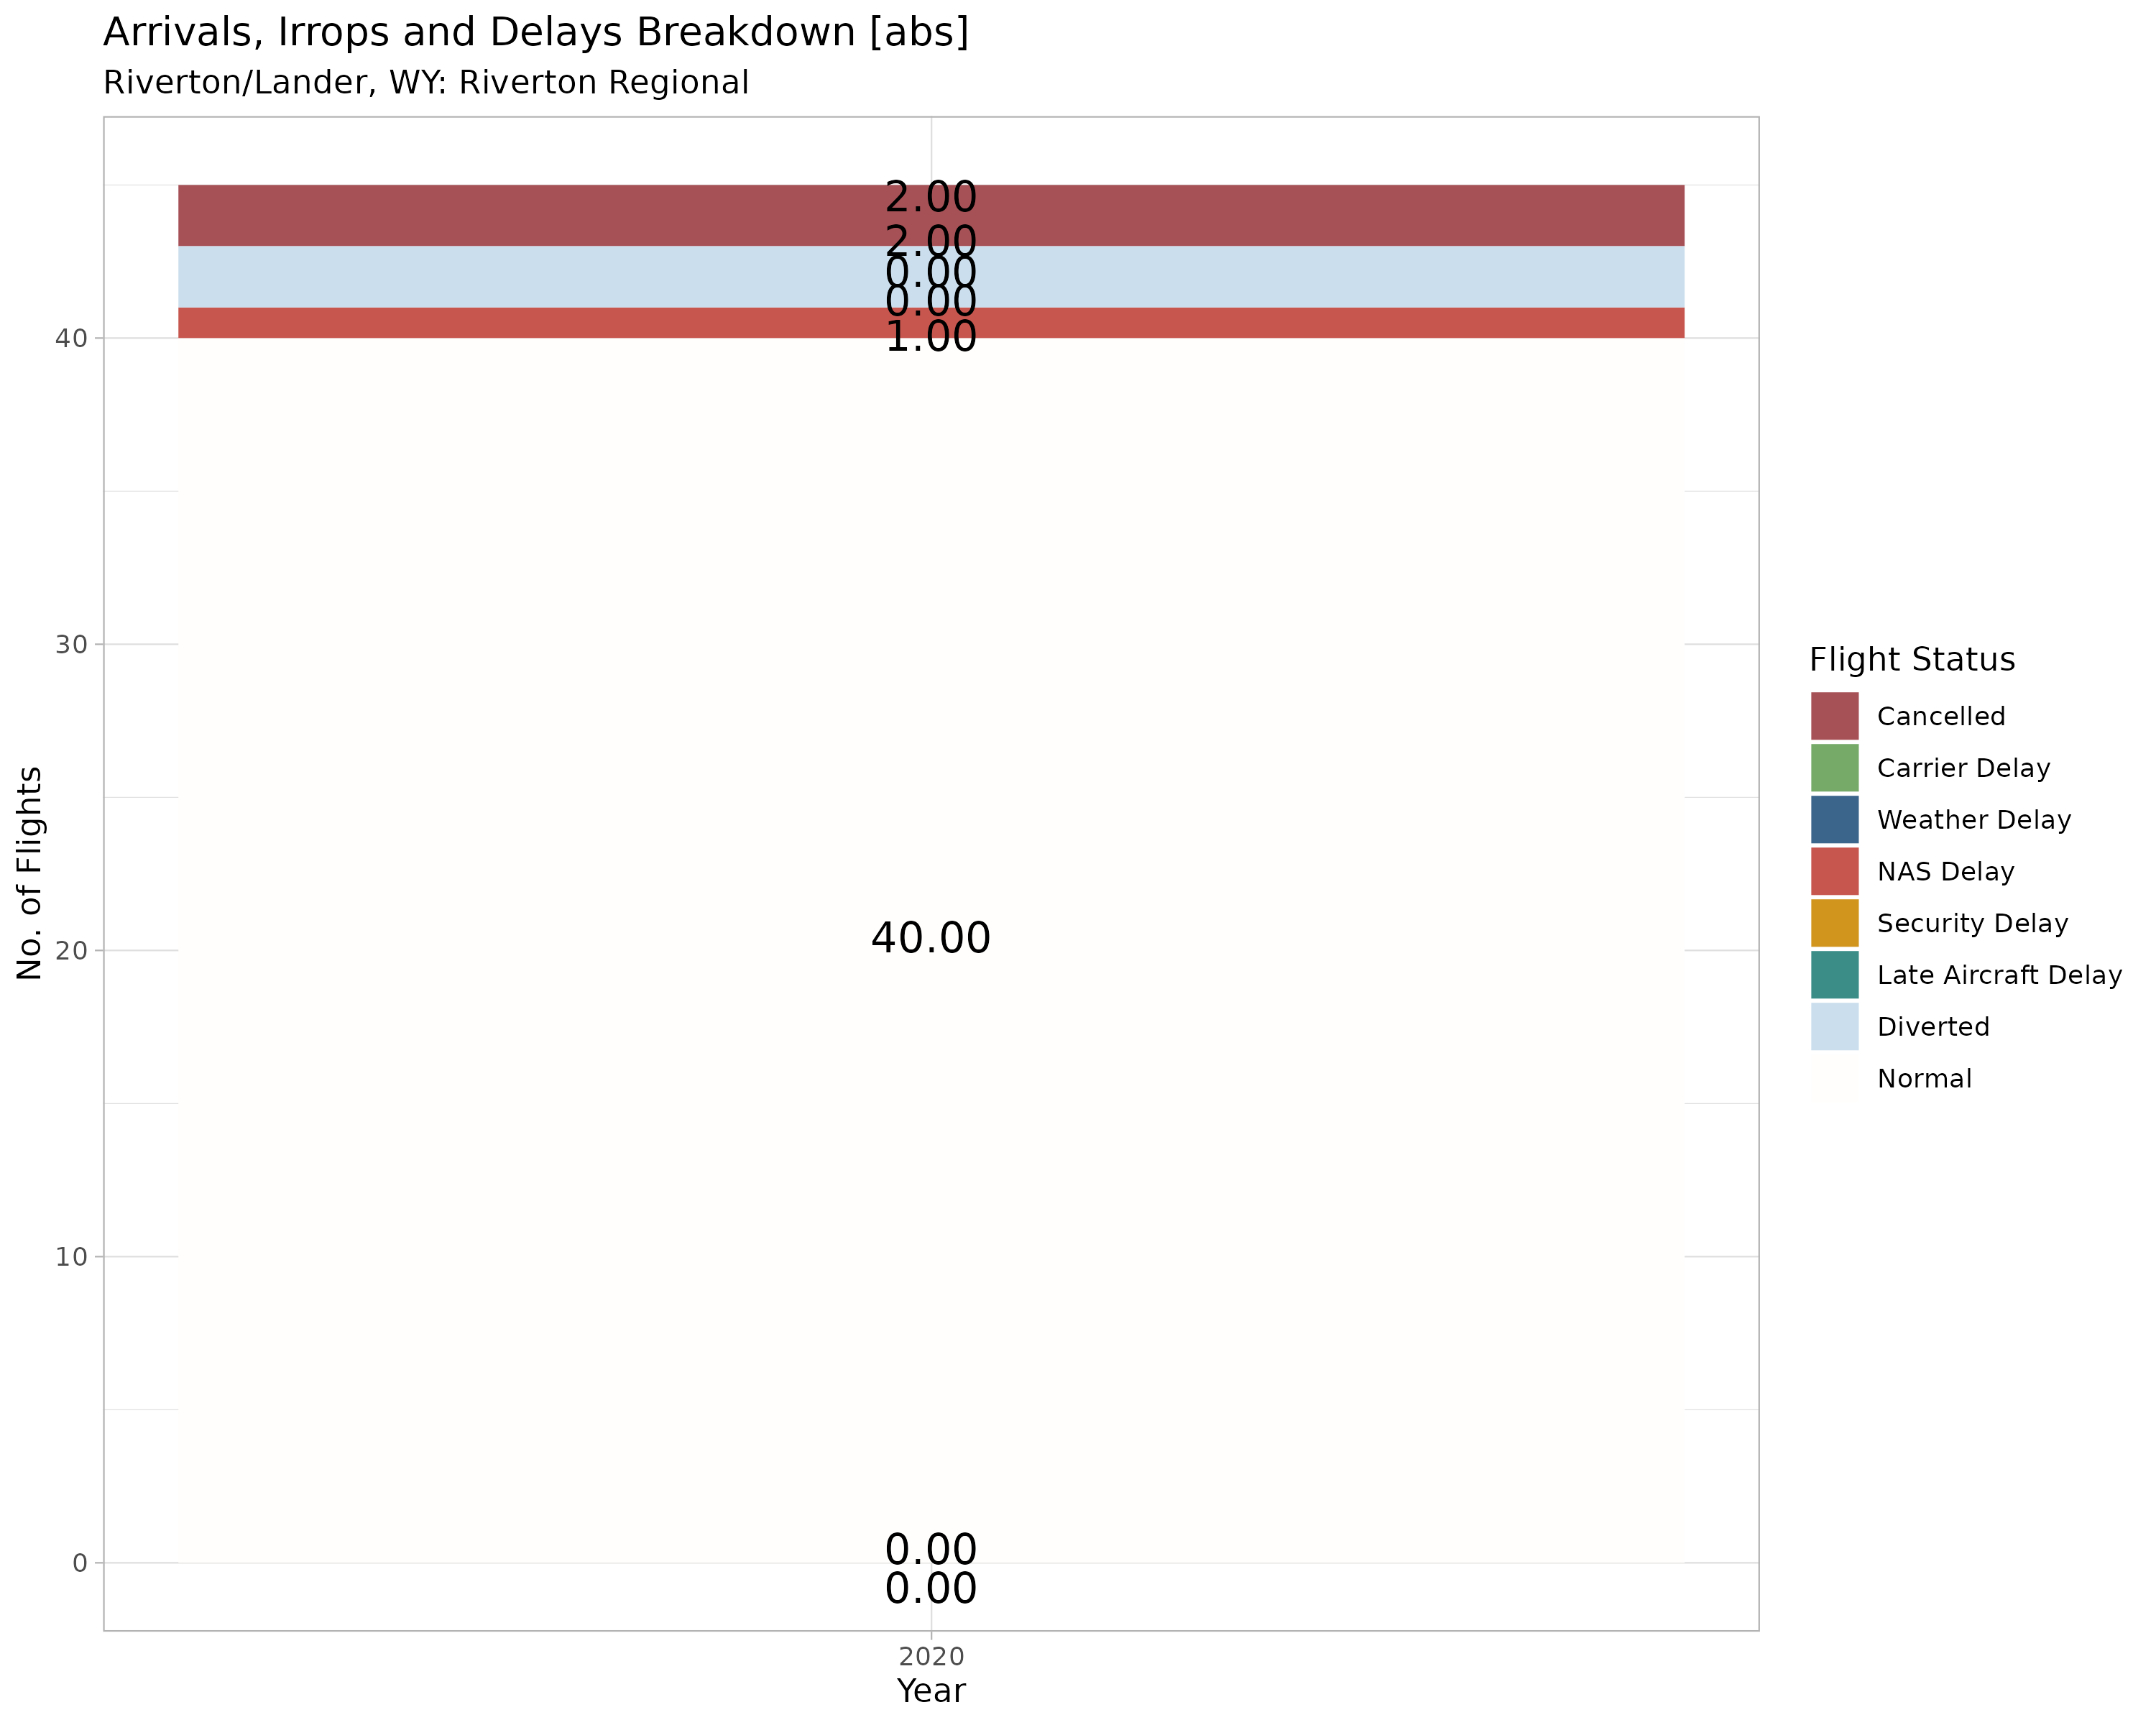 Arrivals, Irrops and Delays Breakdown [abs]
Riverton/Lander, WY: Riverton Regional
2.00
2.00
0.00
0.00
1.00
40.00
0.00
0.00
40
30
20
10
0
No. of Flights
2020
Year
Flight Status
Cancelled
Carrier Delay
Weather Delay
NAS Delay
Security Delay
Late Aircraft Delay
Diverted
Normal